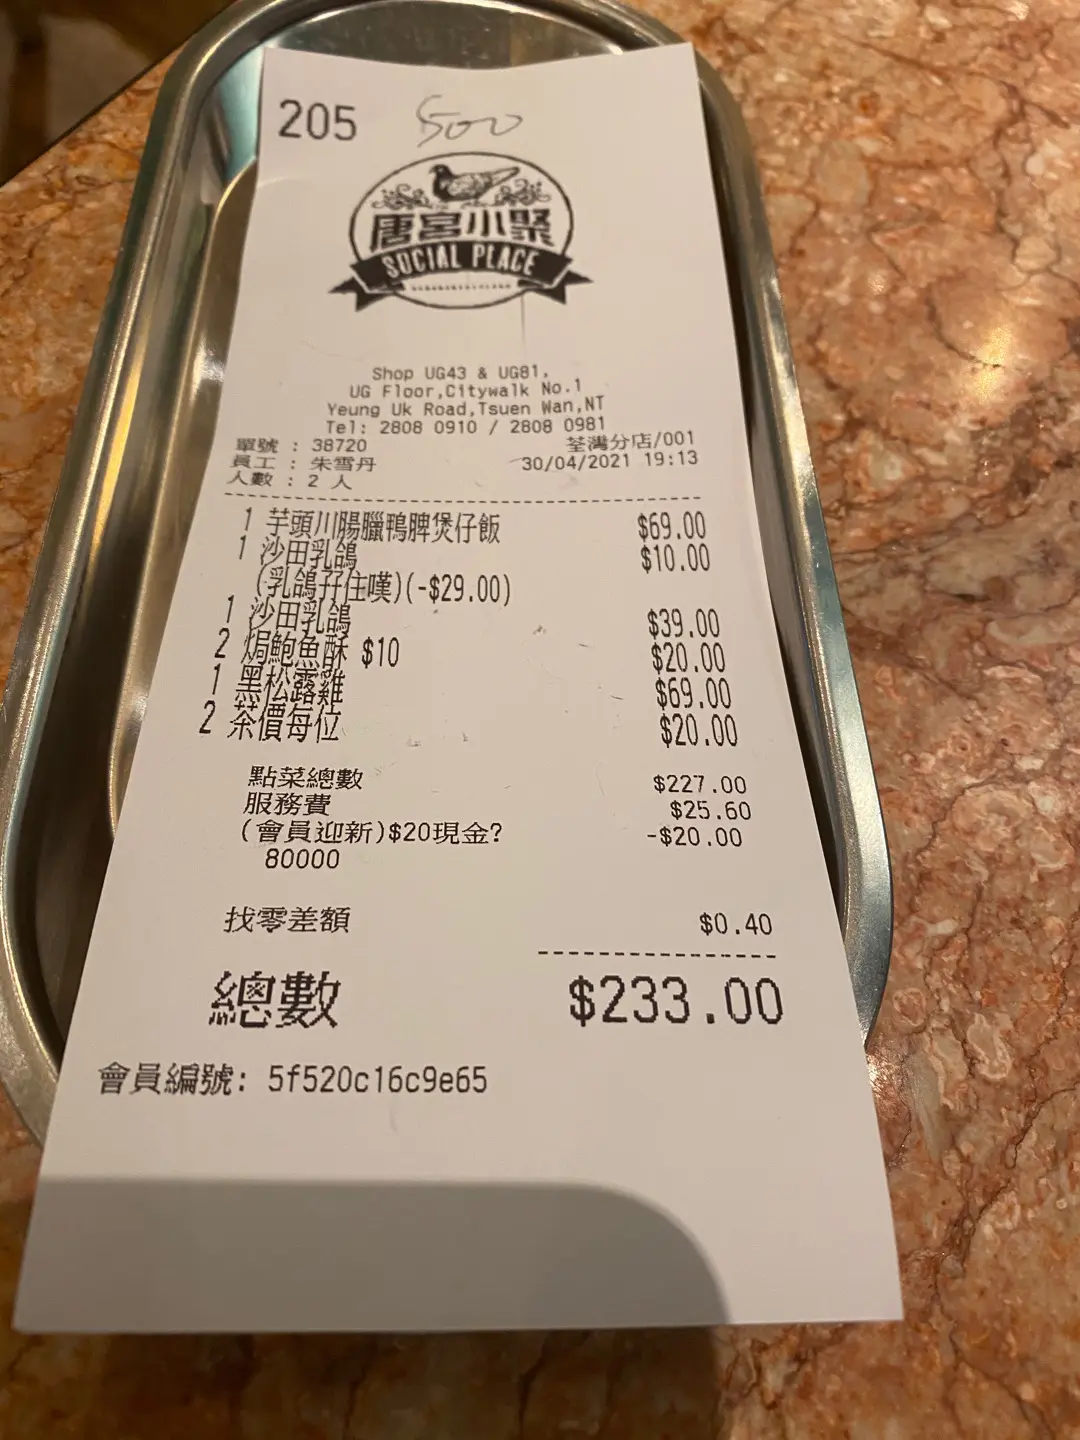 205 500
唐宮小聚
SOCIAL PLACE
Shop UG43 & UG81,
UG Floor,Citywalk No.1
Yeung Uk Road,Tsuen Wan,NT
Tel: 2808 0910 / 2808 0981
單號 : 38720 荃灣分店/001
員工 : 朱雪丹 30/04/2021 19:13
人數 : 2 人
1 芋頭川腸臘鴨脾煲仔飯 $69.00
1 沙田乳鴿 $10.00
(乳鴿孖住嘆)(-$29.00)
1 沙田乳鴿 $39.00
2 焗鮑魚酥 $10 $20.00
1 黑松露雞 $69.00
2 茶價每位 $20.00
點菜總數 $227.00
服務費 $25.60
(會員迎新)$20現金? -$20.00
80000
找零差額 $0.40
總數 $233.00
會員編號: 5f520c16c9e65